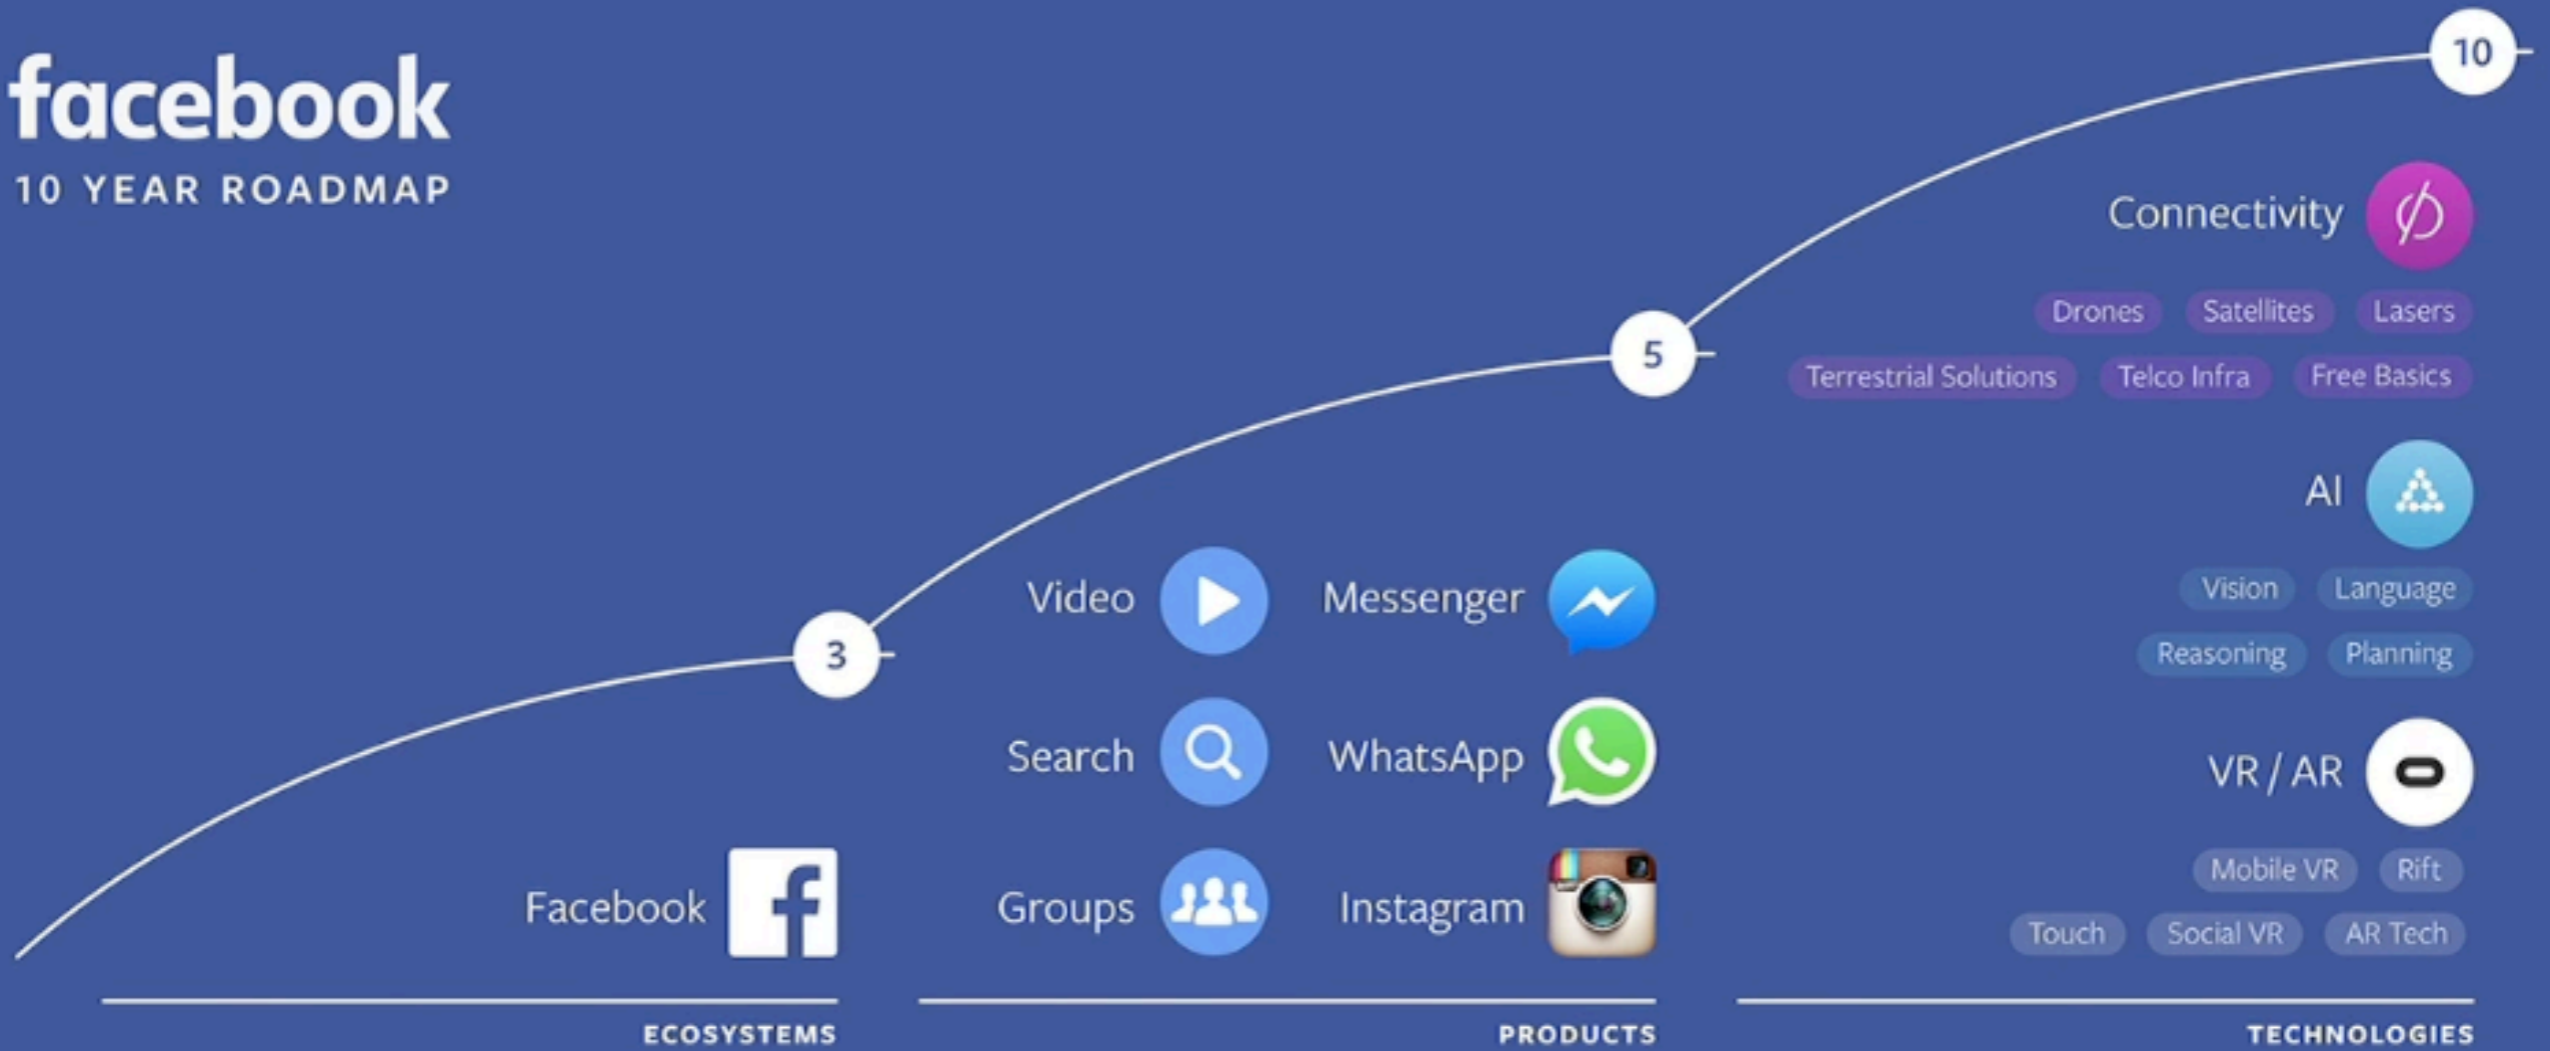 facebook
10 YEAR ROADMAP
3
5
10
Facebook
ECOSYSTEMS
Video
Messenger
Search
WhatsApp
Groups
Instagram
PRODUCTS
Connectivity
Drones Satellites Lasers
Terrestrial Solutions Telco Infra Free Basics
AI
Vision Language
Reasoning Planning
VR / AR
Mobile VR Rift
Touch Social VR AR Tech
TECHNOLOGIES